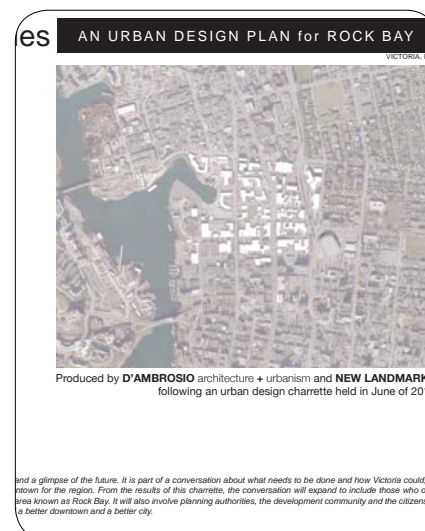 es
AN URBAN DESIGN PLAN for ROCK BAY
VICTORIA,
Produced by D'AMBROSIO architecture + urbanism and NEW LANDMARK
following an urban design charrette held in June of 20
and a glimpse of the future. It is part of a conversation about what needs to be done and how Victoria could,
ntown for the region. From the results of this charrette, the conversation will expand to include those who
area known as Rock Bay. It will also involve planning authorities, the development community and the citizens
a better downtown and a better city.